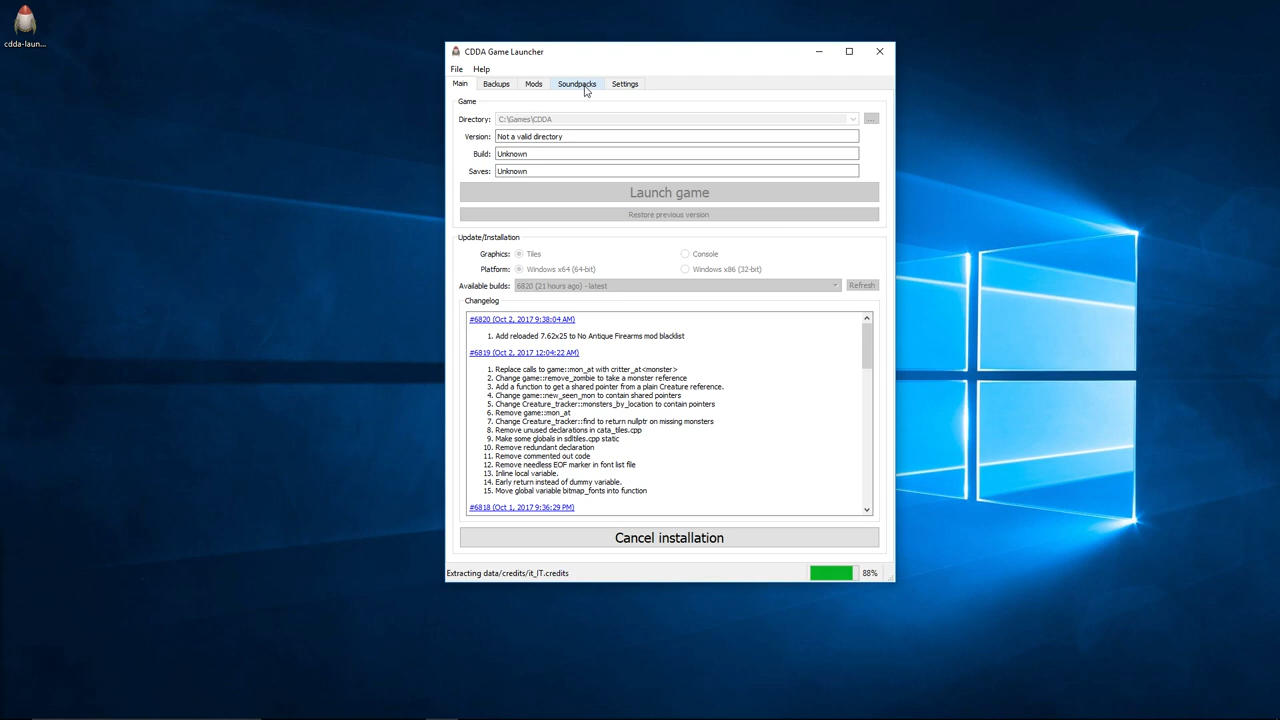 cdda-laun...
CDDA Game Launcher
File Help
Main Backups Mods Soundpacks Settings
Game
Directory: C:\Games\CDDA ...
Version: Not a valid directory
Build: Unknown
Saves: Unknown
Launch game
Restore previous version
Update/Installation
Graphics: Tiles Console
Platform: Windows x64 (64-bit) Windows x86 (32-bit)
Available builds: 6820 (21 hours ago) - latest Refresh
Changelog
#6820 (Oct 2, 2017 9:38:04 AM)
1. Add reloaded 7.62x25 to No Antique Firearms mod blacklist
#6819 (Oct 2, 2017 12:04:22 AM)
1. Replace calls to game::mon_at with critter_at<monster>
2. Change game::remove_zombie to take a monster reference
3. Add a function to get a shared pointer from a plain Creature reference.
4. Change game::new_seen_mon to contain shared pointers
5. Change Creature_tracker::monsters_by_location to contain pointers
6. Remove game::mon_at
7. Change Creature_tracker::find to return nullptr on missing monsters
8. Remove unused declarations in cata_tiles.cpp
9. Make some globals in sdltiles.cpp static
10. Remove redundant declaration
11. Remove commented out code
12. Remove needless EOF marker in font list file
13. Inline local variable.
14. Early return instead of dummy variable.
15. Move global variable bitmap_fonts into function
#6818 (Oct 1, 2017 9:36:29 PM)
Cancel installation
Extracting data/credits/it_IT.credits 88%